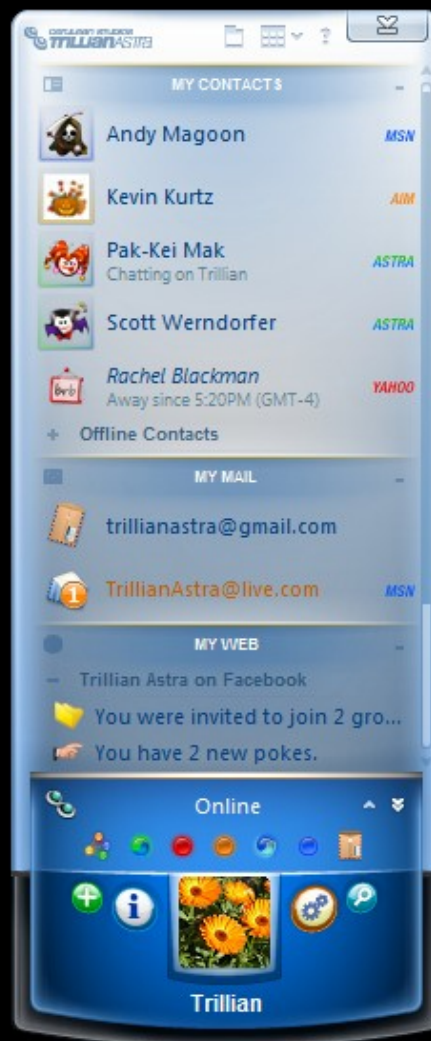 CERULEAN STUDIOS
TRILLIAN ASTRA
?
MY CONTACTS
Andy Magoon MSN
Kevin Kurtz AIM
Pak-Kei Mak ASTRA
Chatting on Trillian
Scott Werndorfer ASTRA
brb
Rachel Blackman YAHOO
Away since 5:20PM (GMT-4)
+ Offline Contacts
MY MAIL
trillianastra@gmail.com
1 TrillianAstra@live.com MSN
MY WEB
Trillian Astra on Facebook
You were invited to join 2 gro...
You have 2 new pokes.
Online
Trillian